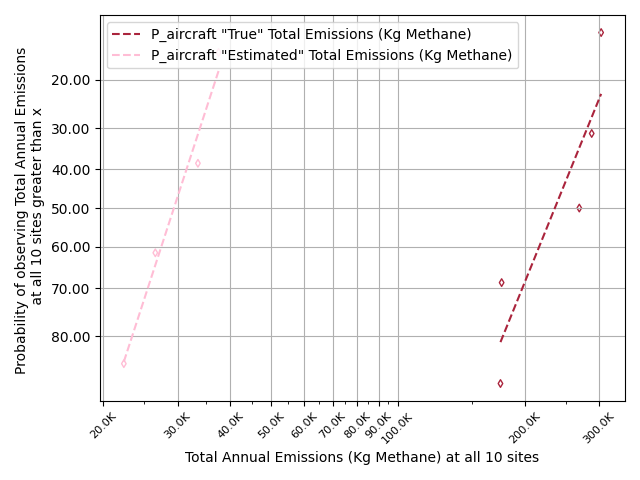 P_aircraft "True" Total Emissions (Kg Methane)
P_aircraft "Estimated" Total Emissions (Kg Methane)
Probability of observing Total Annual Emissions
at all 10 sites greater than x
20.00
30.00
40.00
50.00
60.00
70.00
80.00
20.0K
30.0K
40.0K
50.0K
60.0K
70.0K
80.0K
90.0K
100.0K
200.0K
300.0K
Total Annual Emissions (Kg Methane) at all 10 sites